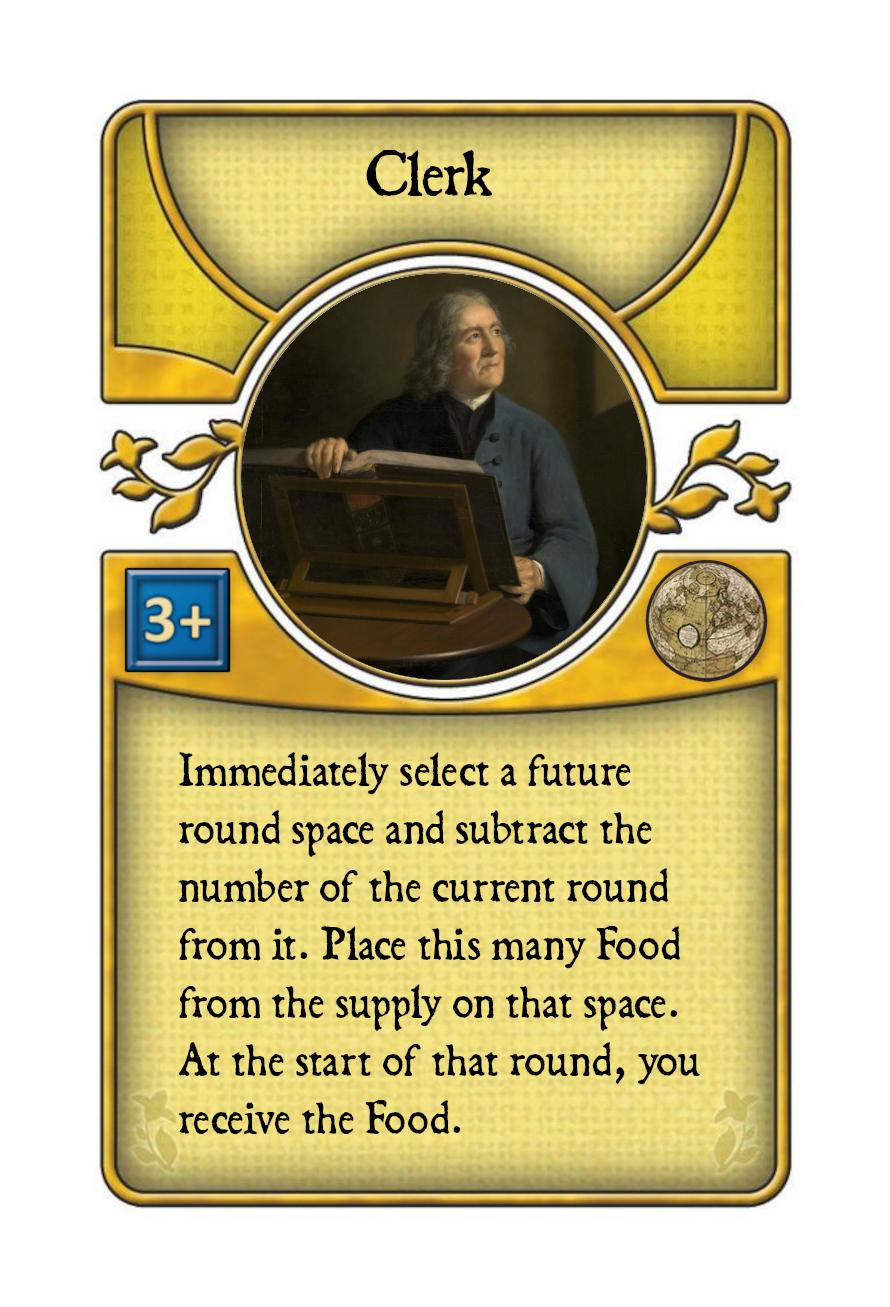 Clerk
3+
Immediately select a future
round space and subtract the
number of the current round
from it. Place this many Food
from the supply on that space.
At the start of that round, you
receive the Food.